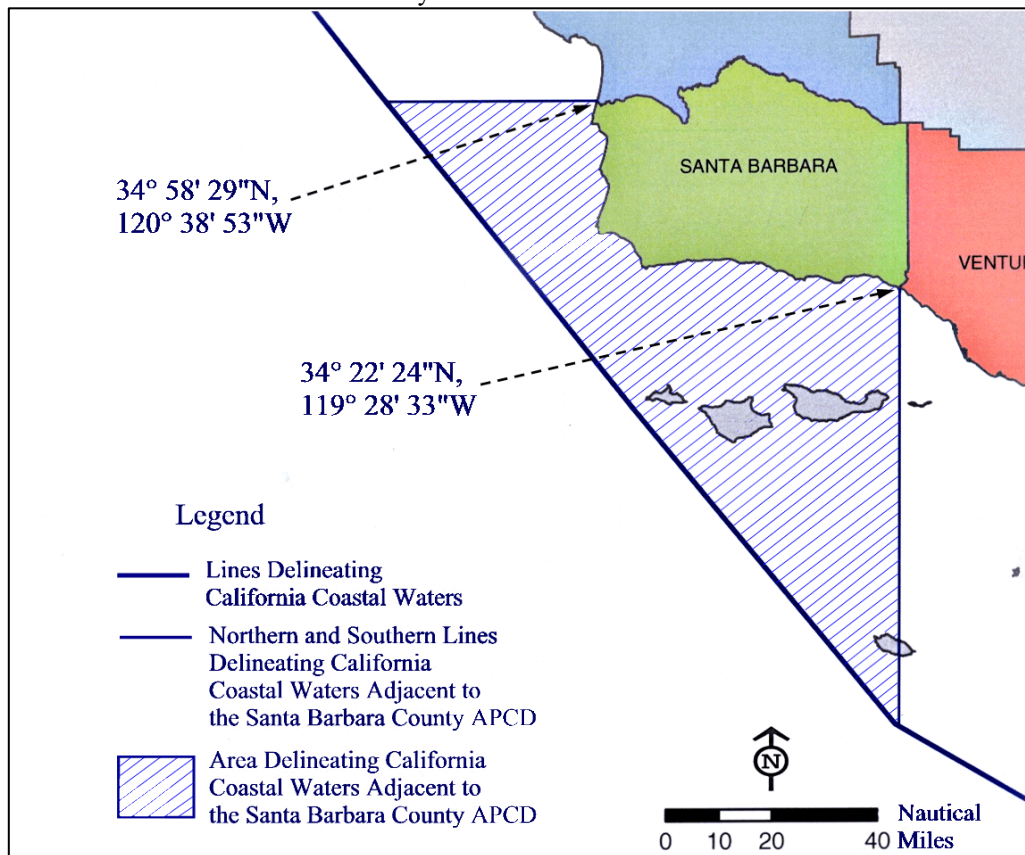 SANTA BARBARA
34° 58' 29"N,
120° 38' 53"W
34° 22' 24"N,
119° 28' 33"W
Legend
Lines Delineating
California Coastal Waters
Northern and Southern Lines
Delineating California
Coastal Waters Adjacent to
the Santa Barbara County APCD
Area Delineating California
Coastal Waters Adjacent to
the Santa Barbara County APCD
N
0 10 20 40
Nautical
Miles